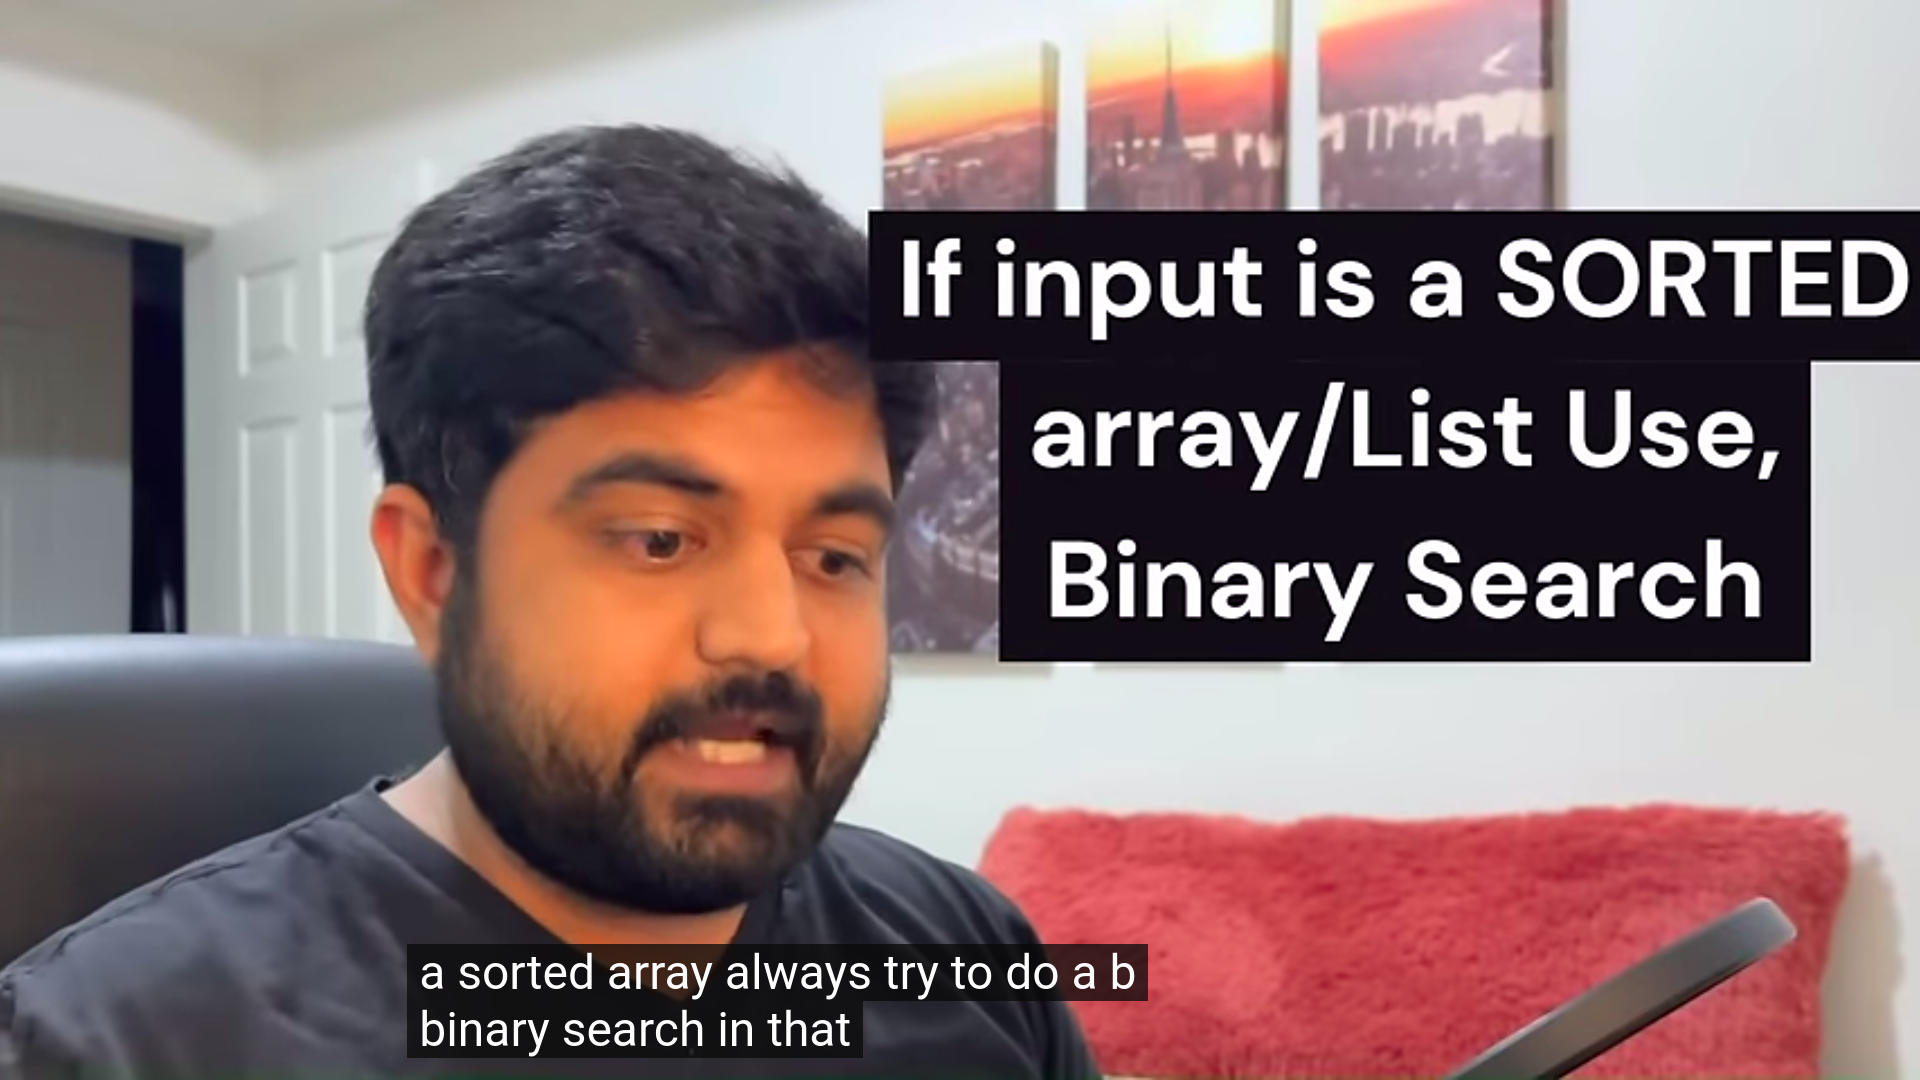 If input is a SORTED
array/List Use,
Binary Search
a sorted array always try to do a b
binary search in that